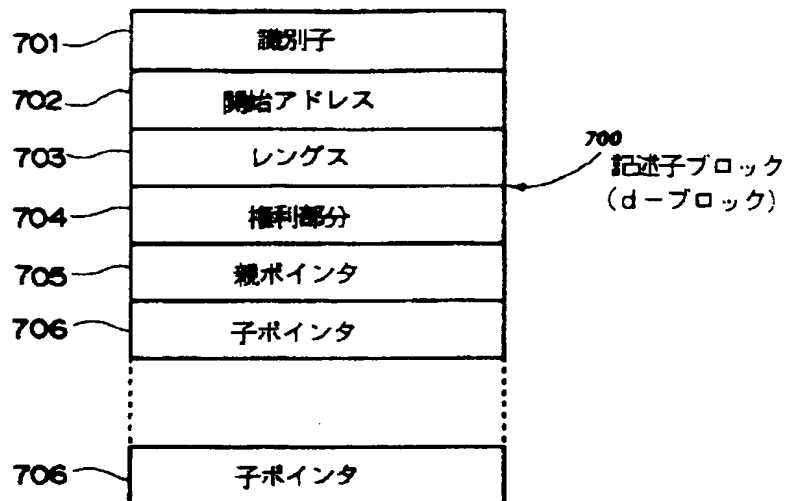 701 識別子
702 開始アドレス
703 レングス
700
記述子ブロック
(d-ブロック)
704 権利部分
705 親ポインタ
706 子ポインタ
706 子ポインタ